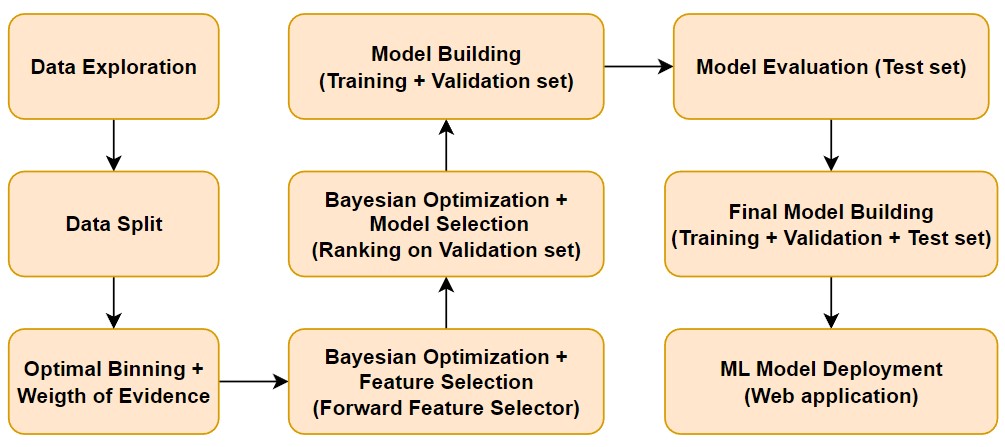 Data Exploration
Data Split
Optimal Binning +
Weigth of Evidence
Bayesian Optimization +
Feature Selection
(Forward Feature Selector)
Bayesian Optimization +
Model Selection
(Ranking on Validation set)
Model Building
(Training + Validation set)
Model Evaluation (Test set)
Final Model Building
(Training + Validation + Test set)
ML Model Deployment
(Web application)